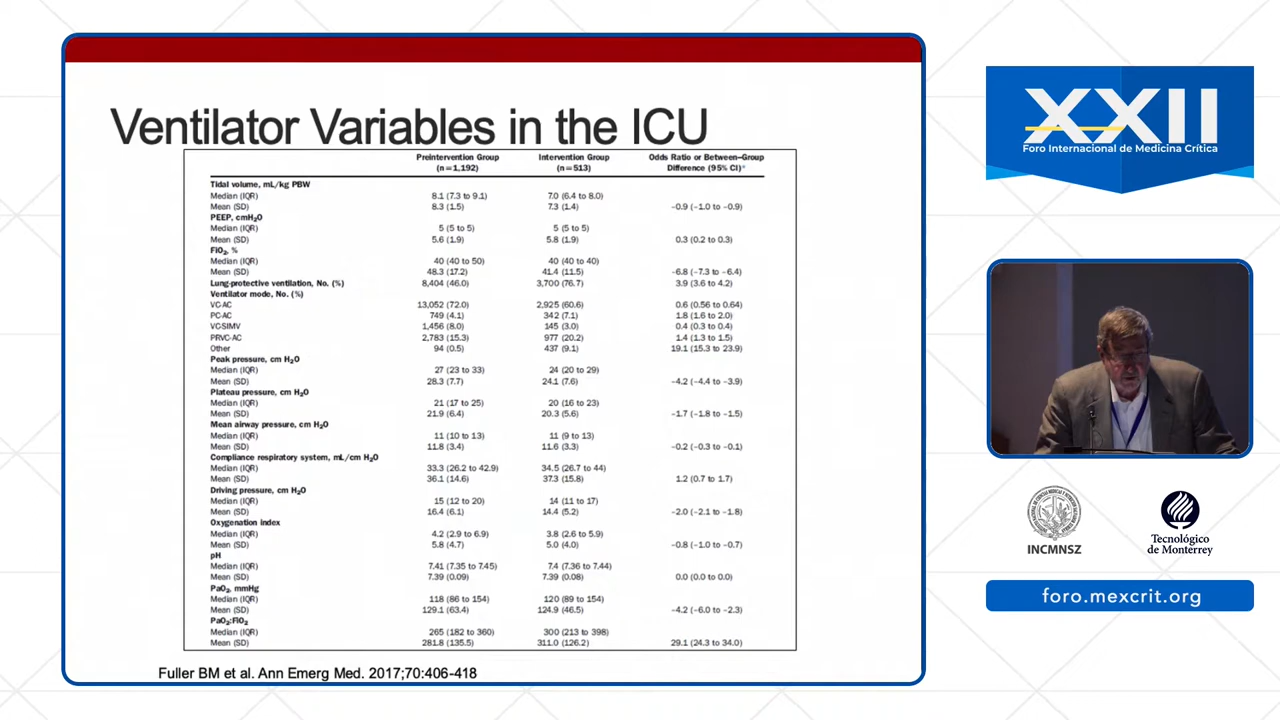 Ventilator Variables in the ICU
Preintervention Group Intervention Group Odds Ratio or Between–Group
(n=1,192) (n=513) Difference (95% CI)*
Tidal volume, mL/kg PBW
Median (IQR) 8.1 (7.3 to 9.1) 7.0 (6.4 to 8.0)
Mean (SD) 8.3 (1.5) 7.3 (1.4) –0.9 (–1.0 to –0.9)
PEEP, cmH2O
Median (IQR) 5 (5 to 5) 5 (5 to 5)
Mean (SD) 5.6 (1.9) 5.8 (1.9) 0.3 (0.2 to 0.3)
FiO2, %
Median (IQR) 40 (40 to 50) 40 (40 to 40)
Mean (SD) 48.3 (17.2) 41.4 (11.5) –6.8 (–7.3 to –6.4)
Lung-protective ventilation, No. (%) 8,404 (46.0) 3,700 (76.7) 3.9 (3.6 to 4.2)
Ventilator mode, No. (%)
VC-AC 13,052 (72.0) 2,925 (60.6) 0.6 (0.56 to 0.64)
PC-AC 749 (4.1) 342 (7.1) 1.8 (1.6 to 2.0)
VC-SIMV 1,456 (8.0) 145 (3.0) 0.4 (0.3 to 0.4)
PRVC-AC 2,783 (15.3) 977 (20.2) 1.4 (1.3 to 1.5)
Other 94 (0.5) 437 (9.1) 19.1 (15.3 to 23.9)
Peak pressure, cm H2O
Median (IQR) 27 (23 to 33) 24 (20 to 29)
Mean (SD) 28.3 (7.7) 24.1 (7.6) –4.2 (–4.4 to –3.9)
Plateau pressure, cm H2O
Median (IQR) 21 (17 to 25) 20 (16 to 23)
Mean (SD) 21.9 (6.4) 20.3 (5.6) –1.7 (–1.8 to –1.5)
Mean airway pressure, cm H2O
Median (IQR) 11 (10 to 13) 11 (9 to 13)
Mean (SD) 11.8 (3.4) 11.6 (3.3) –0.2 (–0.3 to –0.1)
Compliance respiratory system, mL/cm H2O
Median (IQR) 33.3 (26.2 to 42.9) 34.5 (26.7 to 44)
Mean (SD) 36.1 (14.6) 37.3 (15.8) 1.2 (0.7 to 1.7)
Driving pressure, cm H2O
Median (IQR) 15 (12 to 20) 14 (11 to 17)
Mean (SD) 16.4 (6.1) 14.4 (5.2) –2.0 (–2.1 to –1.8)
Oxygenation index
Median (IQR) 4.2 (2.9 to 6.9) 3.8 (2.6 to 5.9)
Mean (SD) 5.8 (4.7) 5.0 (4.0) –0.8 (–1.0 to –0.7)
pH
Median (IQR) 7.41 (7.35 to 7.45) 7.4 (7.36 to 7.44)
Mean (SD) 7.39 (0.09) 7.39 (0.08) 0.0 (0.0 to 0.0)
PaO2, mmHg
Median (IQR) 118 (86 to 154) 120 (89 to 154)
Mean (SD) 129.1 (63.4) 124.9 (46.5) –4.2 (–6.0 to –2.3)
PaO2:FiO2
Median (IQR) 265 (182 to 360) 300 (213 to 398)
Mean (SD) 281.8 (135.5) 311.0 (126.2) 29.1 (24.3 to 34.0)
Fuller BM et al. Ann Emerg Med. 2017;70:406-418
XXII
Foro Internacional de Medicina Crítica
INCMNSZ
Tecnológico
de Monterrey
foro.mexcrit.org